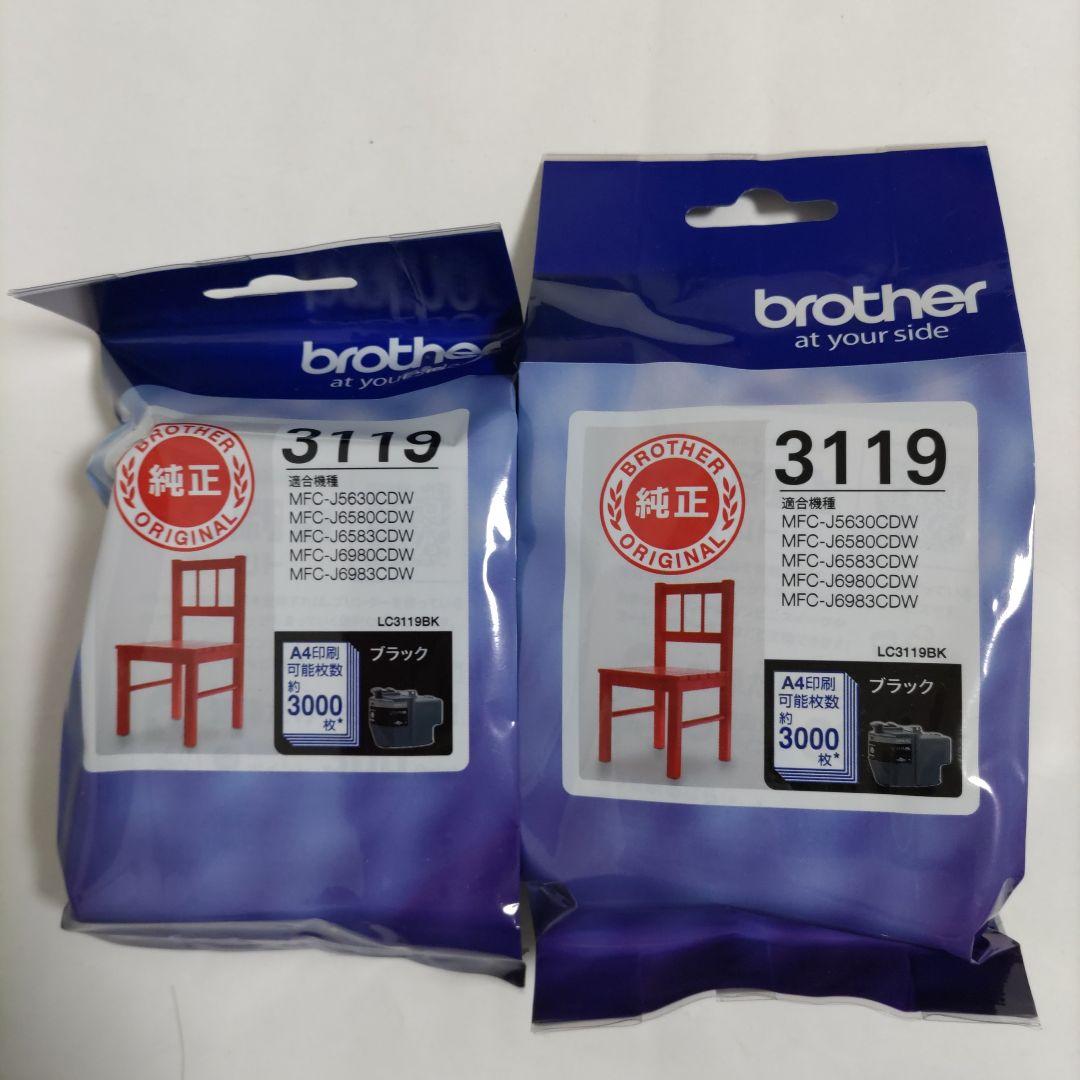 brother
at your
BROTHER
純正
ORIGINAL
3119
適合機種
MFC-J5630CDW
MFC-J6580CDW
MFC-J6583CDW
MFC-J6980CDW
MFC-J6983CDW
LC3119BK
A4印刷
可能枚数
約
3000
枚*
ブラック
brother
at your side
BROTHER
純正
ORIGINAL
3119
適合機種
MFC-J5630CDW
MFC-J6580CDW
MFC-J6583CDW
MFC-J6980CDW
MFC-J6983CDW
LC3119BK
A4印刷
可能枚数
約
3000
枚*
ブラック